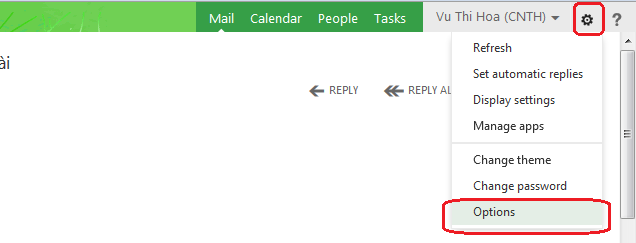 Mail Calendar People Tasks Vu Thi Hoa (CNTH) ?
ài
REPLY REPLY AL
Refresh
Set automatic replies
Display settings
Manage apps
Change theme
Change password
Options